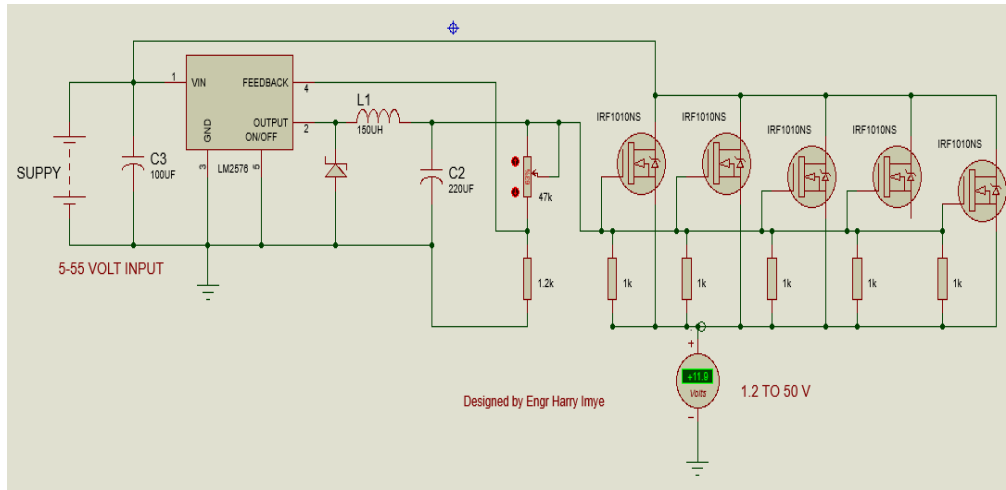 1
VIN
FEEDBACK
4
OUTPUT
2
ON/OFF
GND
3
5
LM2576
SUPPY
C3
100UF
L1
150UH
C2
220UF
47k
1.2k
IRF1010NS
IRF1010NS
IRF1010NS
IRF1010NS
IRF1010NS
1k
1k
1k
1k
1k
5-55 VOLT INPUT
+11.9
Volts
1.2 TO 50 V
Designed by Engr Harry Imye